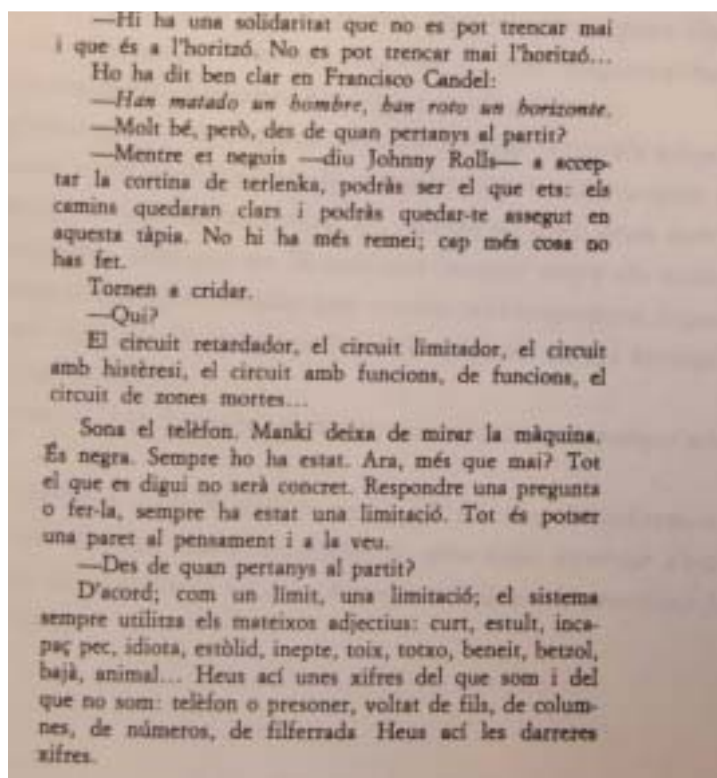 —Hi ha una solidaritat que no es pot trencar mai
i que és a l'horitzó. No es pot trencar mai l'horitzó...
Ho ha dit ben clar en Francisco Candel:
—Han matado un hombre, han roto un horizonte.
—Molt bé, però, des de quan pertanys al partit?
—Mentre et neguis —diu Johnny Rolls— a accep-
tar la cortina de terlenka, podràs ser el que ets: els
camins quedaran clars i podràs quedar-te assegut en
aquesta tàpia. No hi ha més remei; cap més cosa no
has fet.
Tornen a cridar.
—Qui?
El circuit retardador, el circuit limitador, el circuit
amb histèresi, el circuit amb funcions, de funcions, el
circuit de zones mortes...
Sona el telèfon. Manki deixa de mirar la màquina.
És negra. Sempre ho ha estat. Ara, més que mai? Tot
el que es digui no serà concret. Respondre una pregunta
o fer-la, sempre ha estat una limitació. Tot és potser
una paret al pensament i a la veu.
—Des de quan pertanys al partit?
D'acord; com un límit, una limitació; el sistema
sempre utilitza els mateixos adjectius: curt, estult, inca-
paç pec, idiota, estòlid, inepte, toix, totxo, beneit, betzol,
bajà, animal... Heus ací unes xifres del que som i del
que no som: telèfon o presoner, voltat de fils, de colum-
nes, de números, de filferrada Heus ací les darreres
xifres.